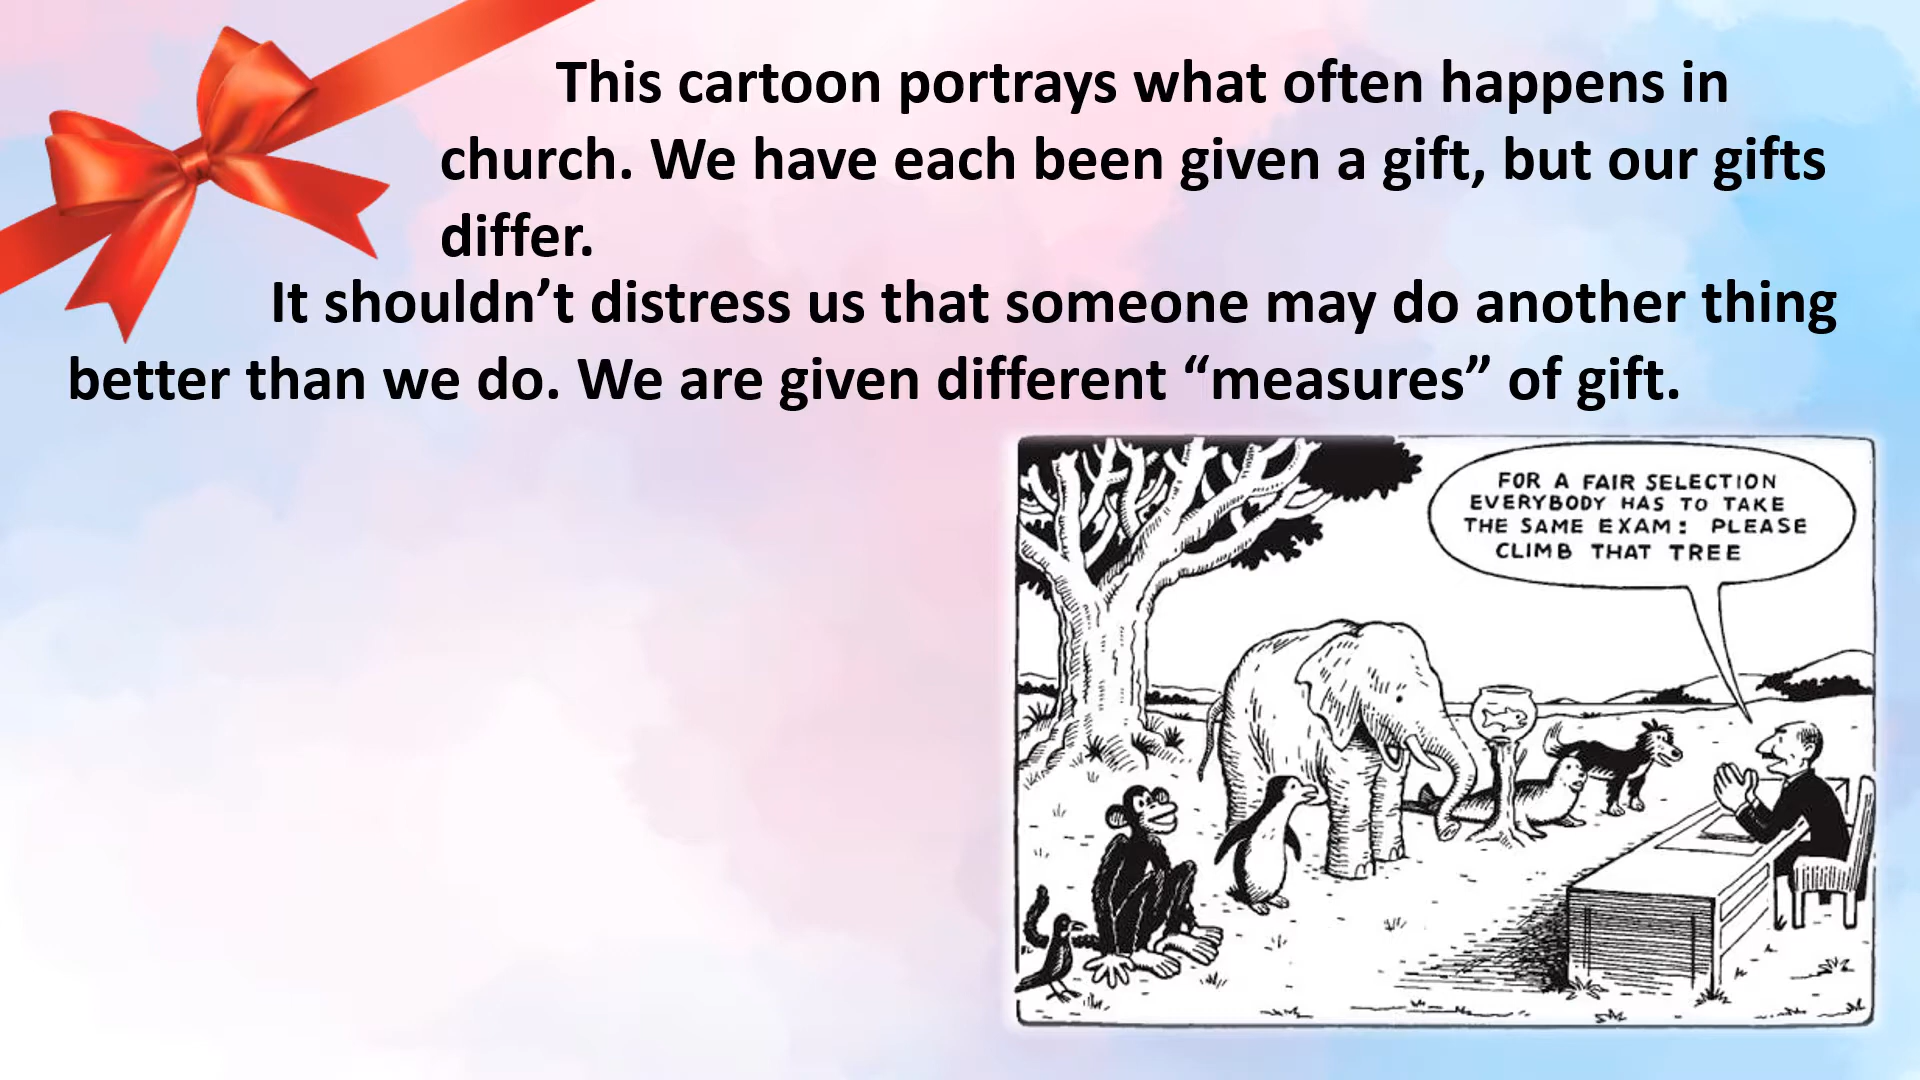 This cartoon portrays what often happens in
church. We have each been given a gift, but our gifts
differ.
It shouldn’t distress us that someone may do another thing
better than we do. We are given different “measures” of gift.
FOR A FAIR SELECTION
EVERYBODY HAS TO TAKE
THE SAME EXAM: PLEASE
CLIMB THAT TREE